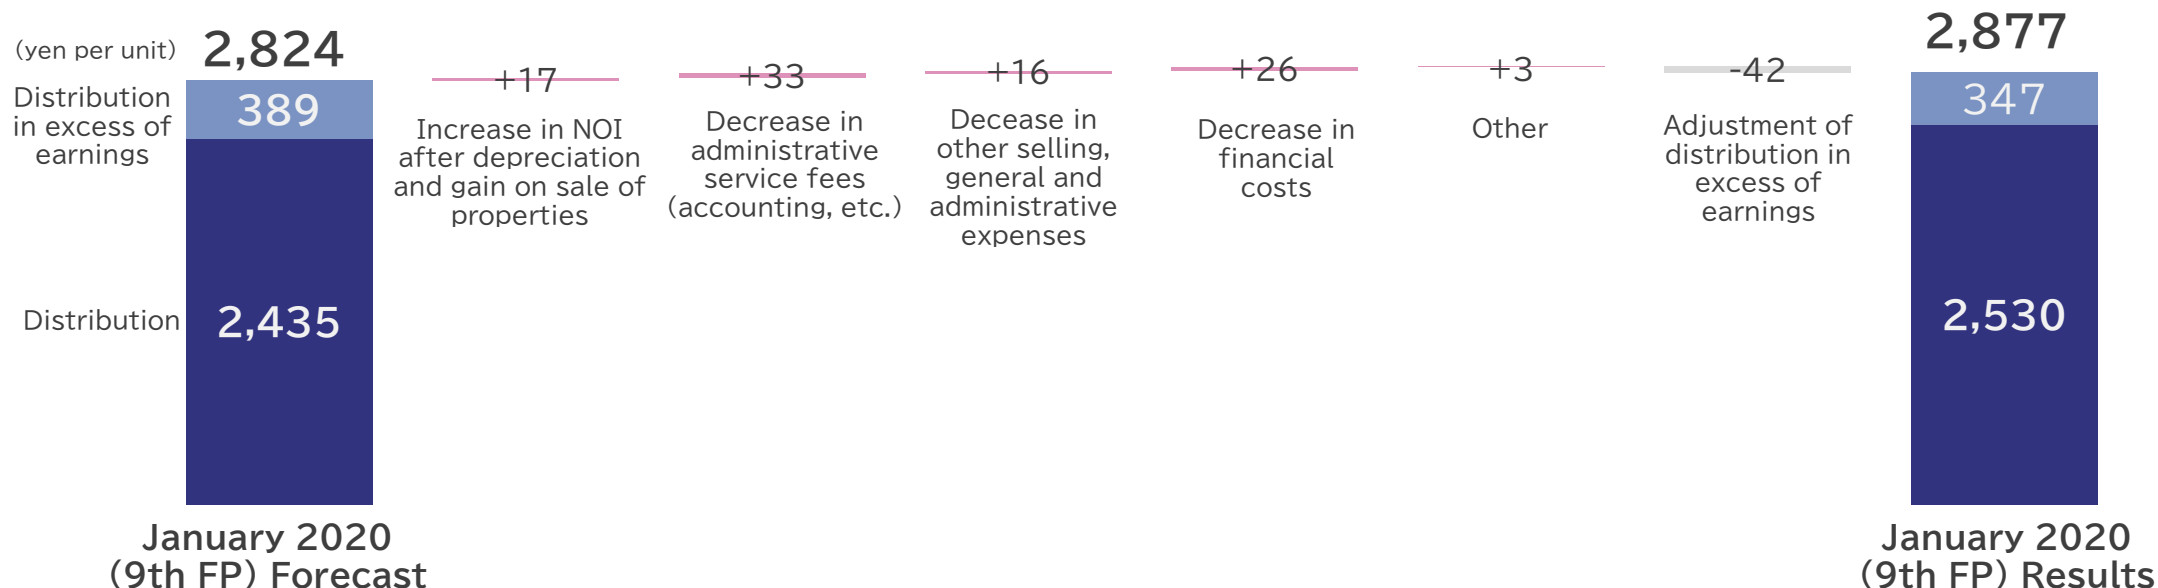 (yen per unit)
2,824
Distribution
in excess of
earnings
389
Distribution
2,435
January 2020
(9th FP) Forecast
+17
Increase in NOI
after depreciation
and gain on sale of
properties
+33
Decrease in
administrative
service fees
(accounting, etc.)
+16
Decease in
other selling,
general and
administrative
expenses
+26
Decrease in
financial
costs
+3
Other
-42
Adjustment of
distribution in
excess of
earnings
2,877
347
2,530
January 2020
(9th FP) Results